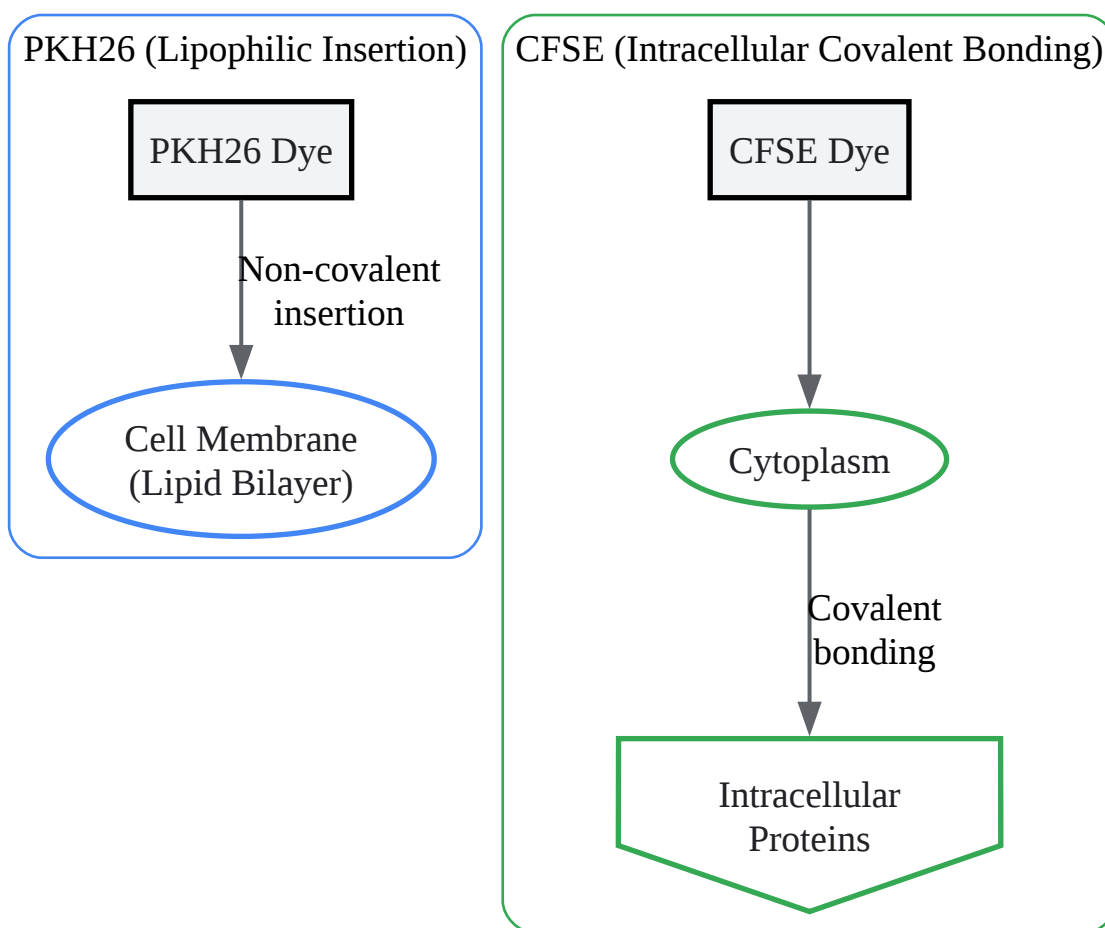 PKH26 (Lipophilic Insertion)
PKH26 Dye
Non-covalent
insertion
Cell Membrane
(Lipid Bilayer)
CFSE (Intracellular Covalent Bonding)
CFSE Dye
Cytoplasm
Covalent
bonding
Intracellular
Proteins